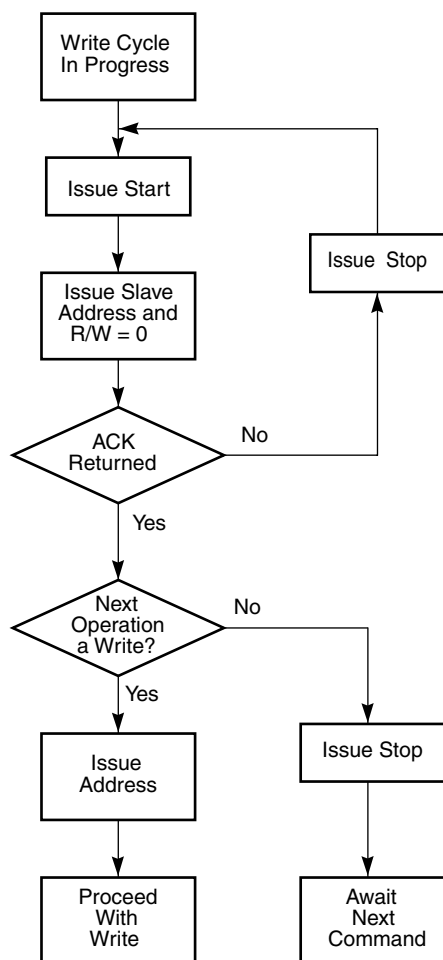 Write Cycle
In Progress
Issue Start
Issue Stop
Issue Slave
Address and
R/W = 0
ACK
Returned
No
Yes
Next
Operation
a Write?
No
Yes
Issue
Address
Issue Stop
Proceed
With
Write
Await
Next
Command